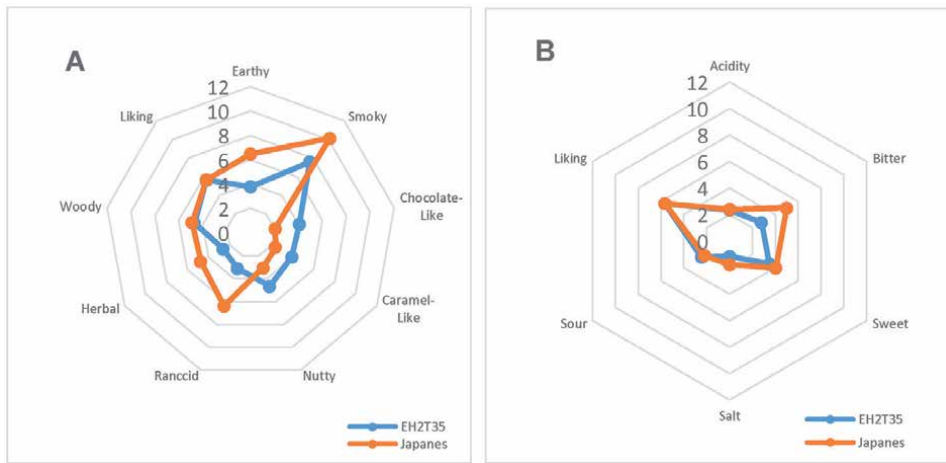 A
Earthy
12
10
8
6
4
2
0
Smoky
Chocolate-
Like
Caramel-
Like
Nutty
Ranccid
Herbal
Woody
Liking
EH2T35
Japanes
B
Acidity
12
10
8
6
4
2
0
Bitter
Sweet
Salt
Sour
Liking
EH2T35
Japanes